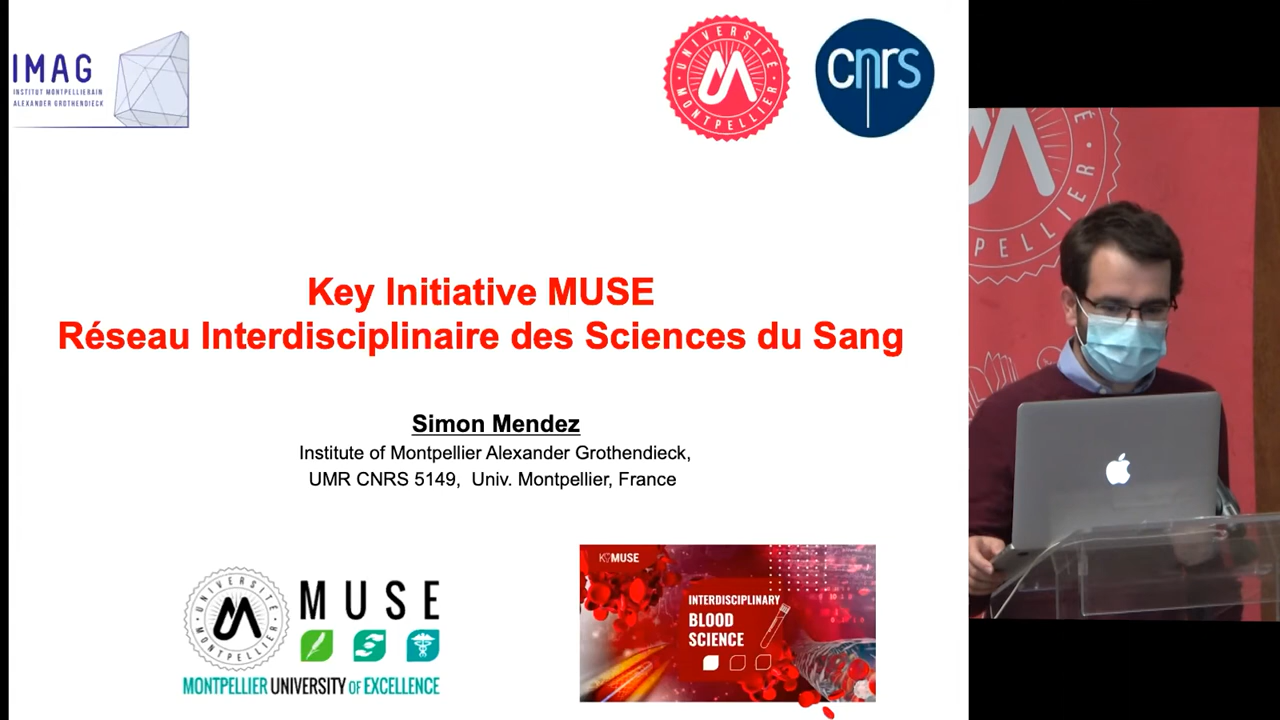 IMAG
INSTITUT MONTPELLIÉRAIN
ALEXANDER GROTHENDIECK
UNIVERSITÉ
MONTPELLIER
cnrs
Key Initiative MUSE
Réseau Interdisciplinaire des Sciences du Sang
Simon Mendez
Institute of Montpellier Alexander Grothendieck,
UMR CNRS 5149, Univ. Montpellier, France
UNIVERSITÉ
MONTPELLIER
MUSE
MONTPELLIER UNIVERSITY OF EXCELLENCE
MUSE
INTERDISCIPLINARY
BLOOD
SCIENCE
PELLIER
É